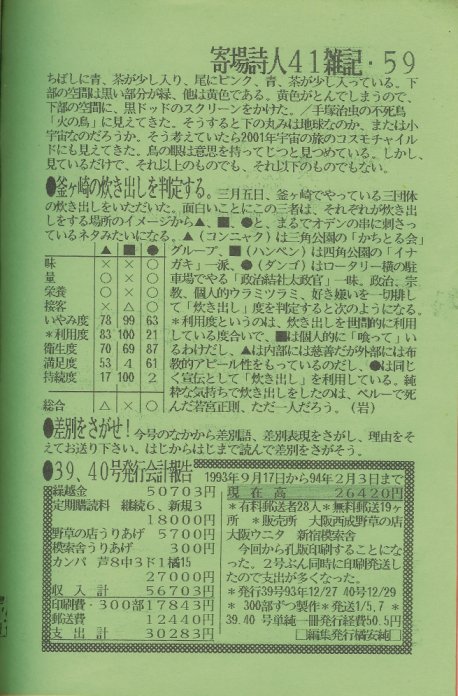 寄場詩人41雑記・59
ちばしに青、茶が少し入り、尾にピンク、青、茶が少し入っている。下
部の空間は黒い部分が緑、他は黄色である。黄色がとんでしまうので、
下部の空間に、黒ドッドのスクリーンをかけた。／手塚治虫の不死鳥
「火の鳥」に見えてきた。そうすると下の丸みは地球なのか、または小
宇宙なのだろうか。そう考えていたら2001年宇宙の旅のコスモチャイル
ドにも見えてきた。鳥の眼は意思を持ってじつと見つめている。しかし、
見ているだけで、それ以上のものでも、それ以下のものでもない。
●釜ヶ崎の炊き出しを判定する。三月五日、釜ヶ崎でやっている三団体
の炊き出しをいただいた。面白いことにこの三者は、それぞれが炊き出
しをする場所のイメージから▲、■、●と、まるでオデンの串に刺さっ
ているネタみたいになる。▲（コンニャク）は三角公園の「かちとる会」
グループ、■（ハンペン）は四角公園の「イナ
ガキ」一派、●（ダンゴ）はロータリー横の駐
車場でやる「政治結社太政官」一味。政治、宗
教、個人的ウラミツラミ、好き嫌いを一切排し
て「炊き出し」度を判定すると次のようになる。
＊利用度というのは、炊き出しを世間的に利用
している度合いで、■は個人的に「喰って」い
るわけだし、▲は内部には慈善だが外部には布
教的アピール性をもっているのだし、●は同じ
く宣伝として「炊き出し」を利用している。純
粋な気持ちで炊き出しをしたのは、ペルーで死
んだ若宮正則、ただ一人だろう。（岩）
▲ ■ ●
味 ○ × ×
量 ○ × ○
栄養 ○ × ○
接客 × △ ○
いやみ度 78 99 63
＊利用度 83 100 21
衛生度 70 69 87
満足度 53 4 61
持続度 17 100 2
総合 △ × ○
●差別をさがせ！今号のなかから差別語、差別表現をさがし、理由をそ
えてお送り下さい。はじからはじまで読んで差別をさがそう。
●39、40号発行会計報告 1993年9月17日から94年2月3日まで
繰越金 50703円
定期購読料 継続6、新規3
18000円
野草の店うりあげ 5700円
模索舎うりあげ 300円
カンパ 芦8中3ド1橘15
27000円
収入計 56703円
印刷費・300部17843円
郵送費 12440円
支出計 30283円
現在高 26420円
＊有料郵送者28人＊無料郵送19ヶ
所 ＊販売所 大阪西成野草の店
大阪ウニタ 新宿模索舎
今回から孔版印刷することにな
った。2号ぶん同時に印刷発送し
たので支出が多くなった。
＊発行39号93年12/27 40号12/29
＊ 300部ずつ製作＊発送1/5.7 ＊
39.40 号単純一冊発行経費50.5円
□編集発行橘安純□